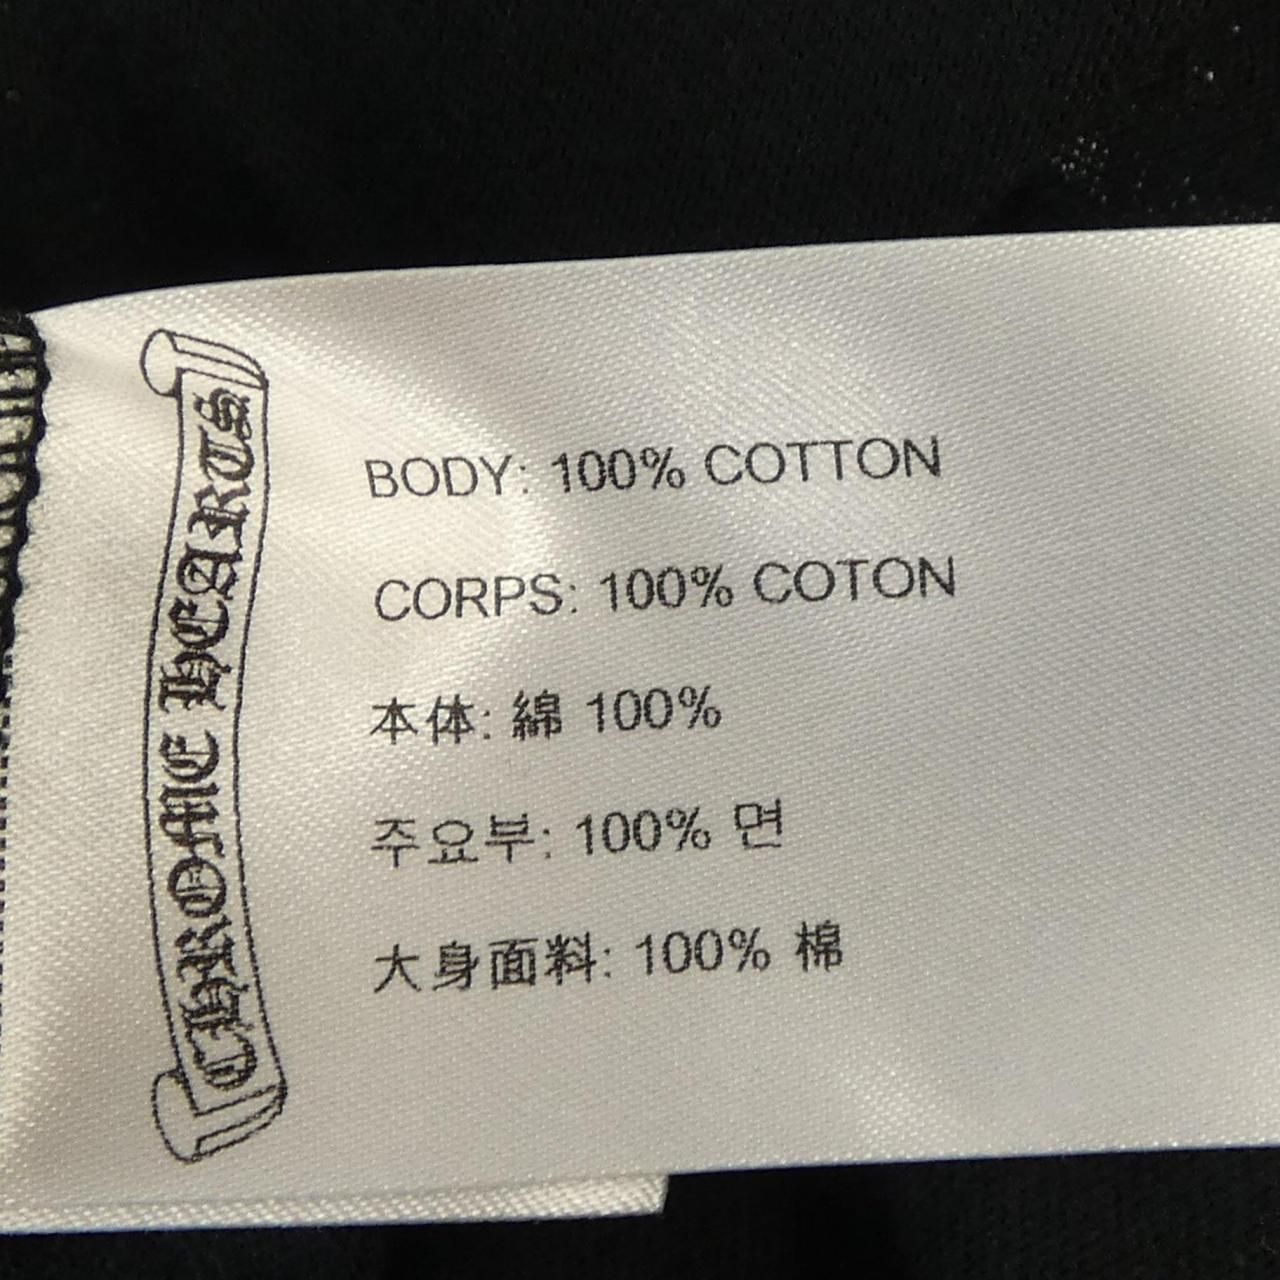 CHROME HEARTS
BODY: 100% COTTON
CORPS: 100% COTON
本体: 綿 100%
주요부: 100% 면
大身面料: 100% 棉